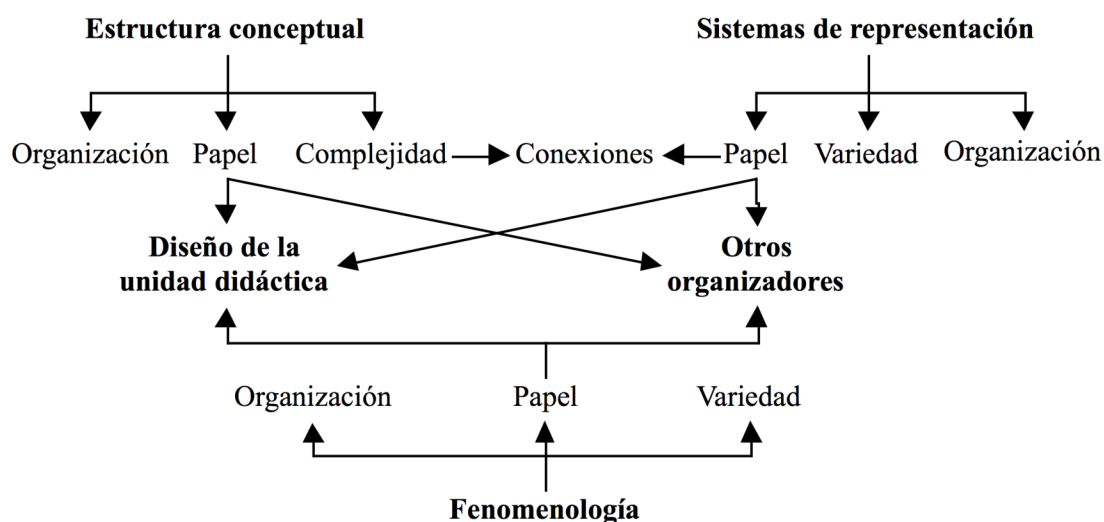 Estructura conceptual
Sistemas de representación
Organización Papel Complejidad Conexiones Papel Variedad Organización
Diseño de la
unidad didáctica
Otros
organizadores
Organización Papel Variedad
Fenomenología